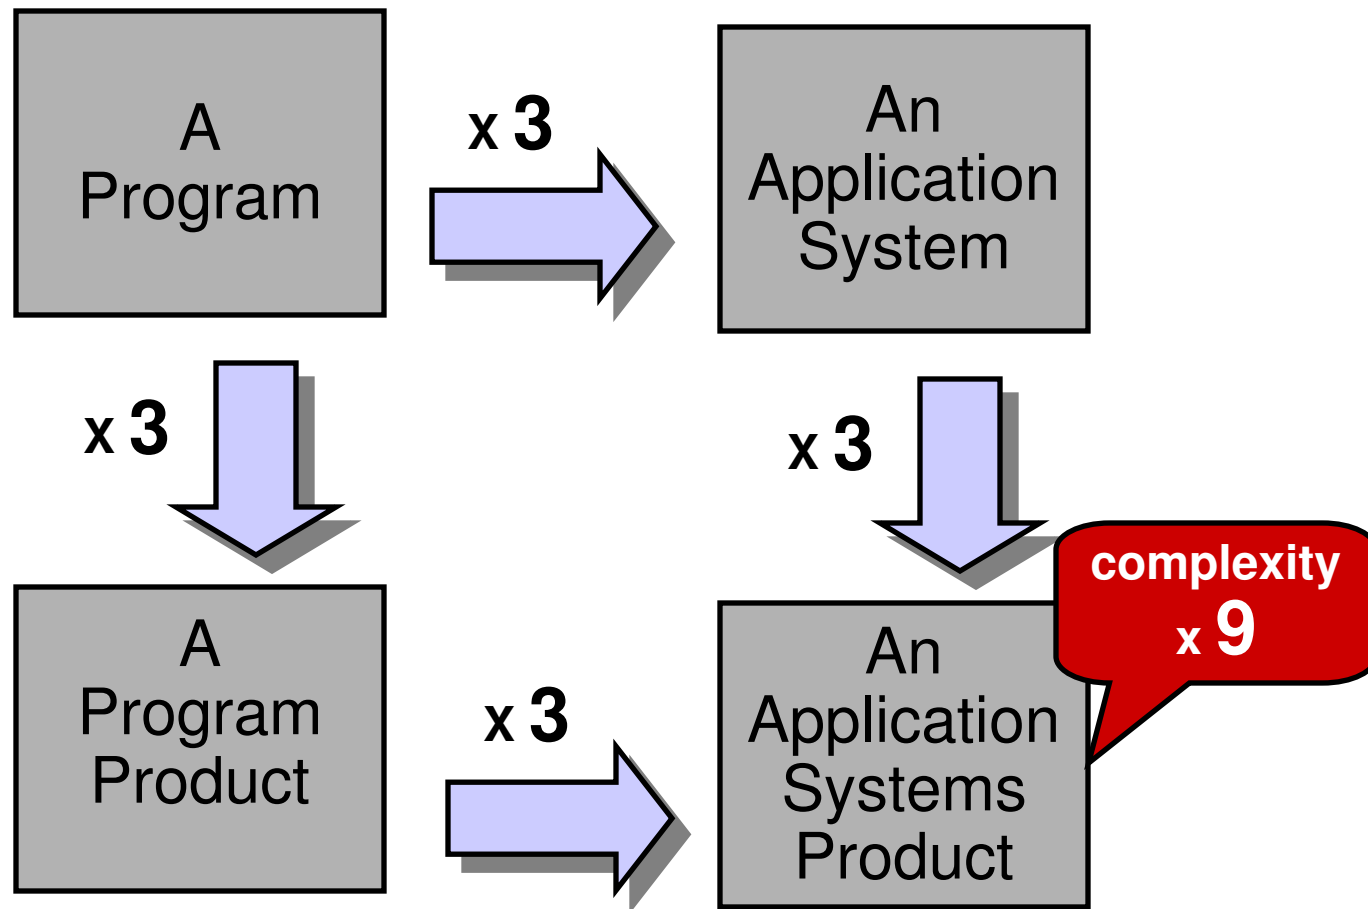 A
Program
x 3
An
Application
System
x 3
x 3
complexity
x 9
A
Program
Product
x 3
An
Application
Systems
Product